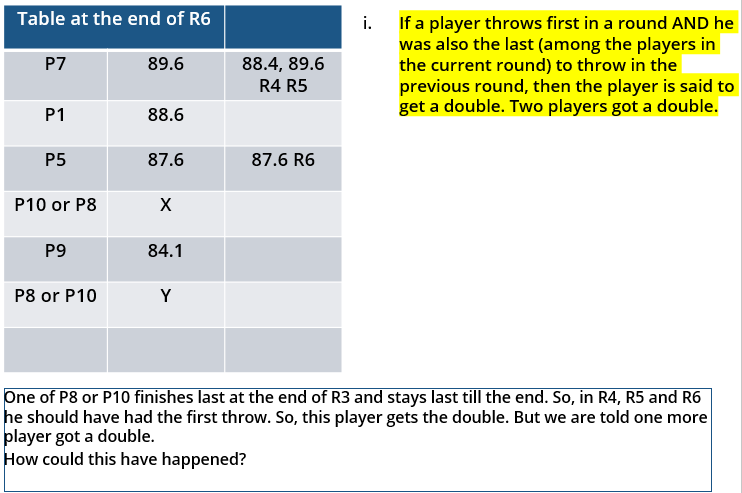 Table at the end of R6
P7 89.6 88.4, 89.6
R4 R5
P1 88.6
P5 87.6 87.6 R6
P10 or P8 X
P9 84.1
P8 or P10 Y
i. If a player throws first in a round AND he
was also the last (among the players in
the current round) to throw in the
previous round, then the player is said to
get a double. Two players got a double.
One of P8 or P10 finishes last at the end of R3 and stays last till the end. So, in R4, R5 and R6
he should have had the first throw. So, this player gets the double. But we are told one more
player got a double.
How could this have happened?